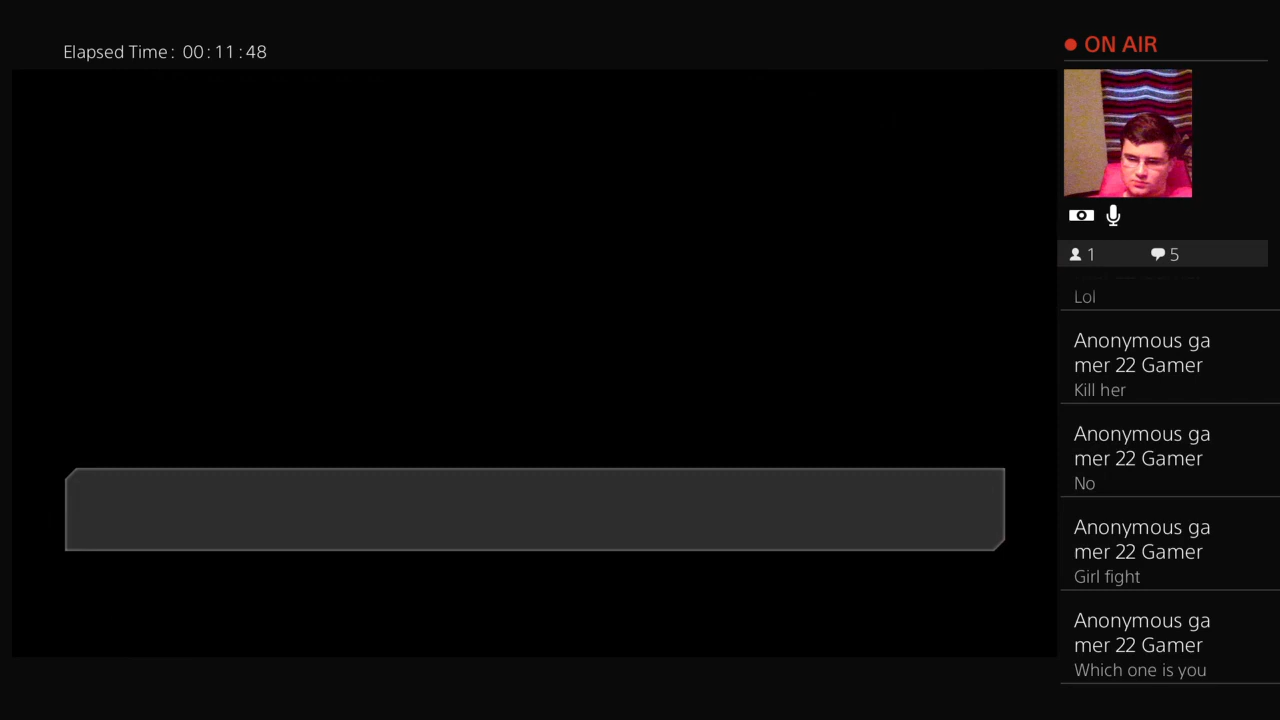 Elapsed Time: 00:11:48
ON AIR
1 5
Lol
Anonymous ga
mer 22 Gamer
Kill her
Anonymous ga
mer 22 Gamer
No
Anonymous ga
mer 22 Gamer
Girl fight
Anonymous ga
mer 22 Gamer
Which one is you